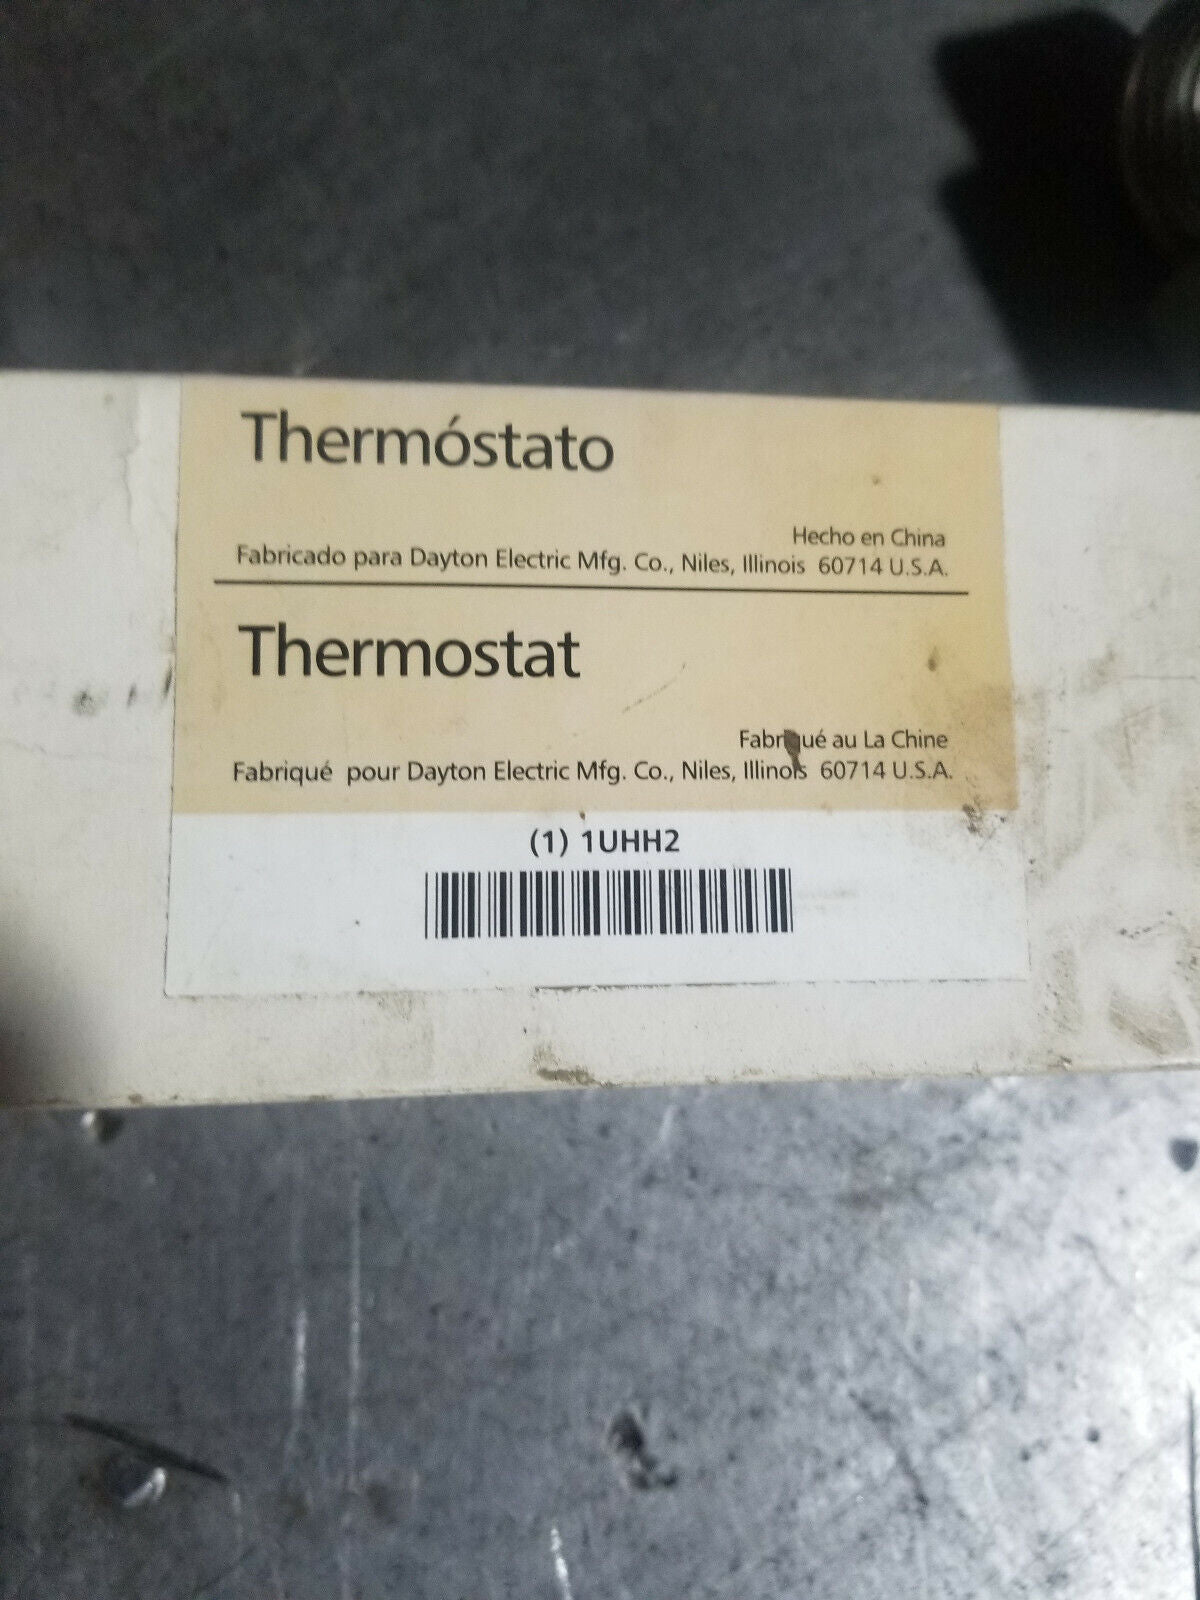 Thermóstato
Hecho en China
Fabricado para Dayton Electric Mfg. Co., Niles, Illinois 60714 U.S.A.
Thermostat
Fabriqué au La Chine
Fabriqué pour Dayton Electric Mfg. Co., Niles, Illinois 60714 U.S.A.
(1) 1UHH2